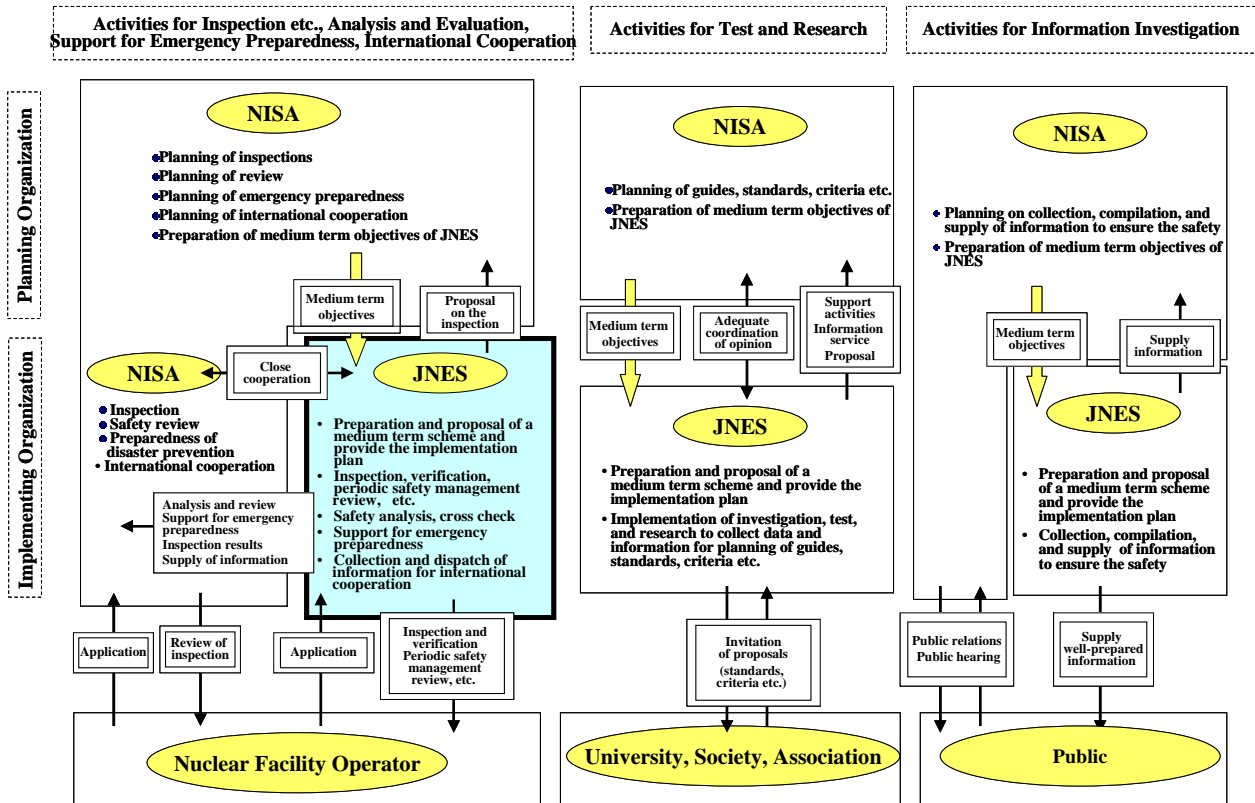 Activities for Inspection etc., Analysis and Evaluation,
Support for Emergency Preparedness, International Cooperation
Activities for Test and Research
Activities for Information Investigation
Planning Organization
NISA
•Planning of inspections
•Planning of review
•Planning of emergency preparedness
•Planning of international cooperation
•Preparation of medium term objectives of JNES
Medium term
objectives
Proposal
on the
inspection
NISA
•Planning of guides, standards, criteria etc.
•Preparation of medium term objectives of
JNES
Medium term
objectives
Adequate
coordination
of opinion
Support
activities
Information
service
Proposal
NISA
• Planning on collection, compilation, and
supply of information to ensure the safety
• Preparation of medium term objectives of
JNES
Medium term
objectives
Supply
information
Implementing Organization
NISA
Close
cooperation
JNES
• Inspection
• Safety review
• Preparedness of
disaster prevention
• International cooperation
Analysis and review
Support for emergency
preparedness
Inspection results
Supply of information
• Preparation and proposal of a
medium term scheme and
provide the implementation
plan
• Inspection, verification,
periodic safety management
review, etc.
• Safety analysis, cross check
• Support for emergency
preparedness
• Collection and dispatch of
information for international
cooperation
JNES
• Preparation and proposal of a
medium term scheme and provide the
implementation plan
• Implementation of investigation, test,
and research to collect data and
information for planning of guides,
standards, criteria etc.
JNES
• Preparation and proposal
of a medium term scheme
and provide the
implementation plan
• Collection, compilation,
and supply of information
to ensure the safety
Application
Review of
inspection
Application
Inspection and
verification
Periodic safety
management
review, etc.
Invitation
of proposals
(standards,
criteria etc.)
Public relations
Public hearing
Supply
well-prepared
information
Nuclear Facility Operator
University, Society, Association
Public